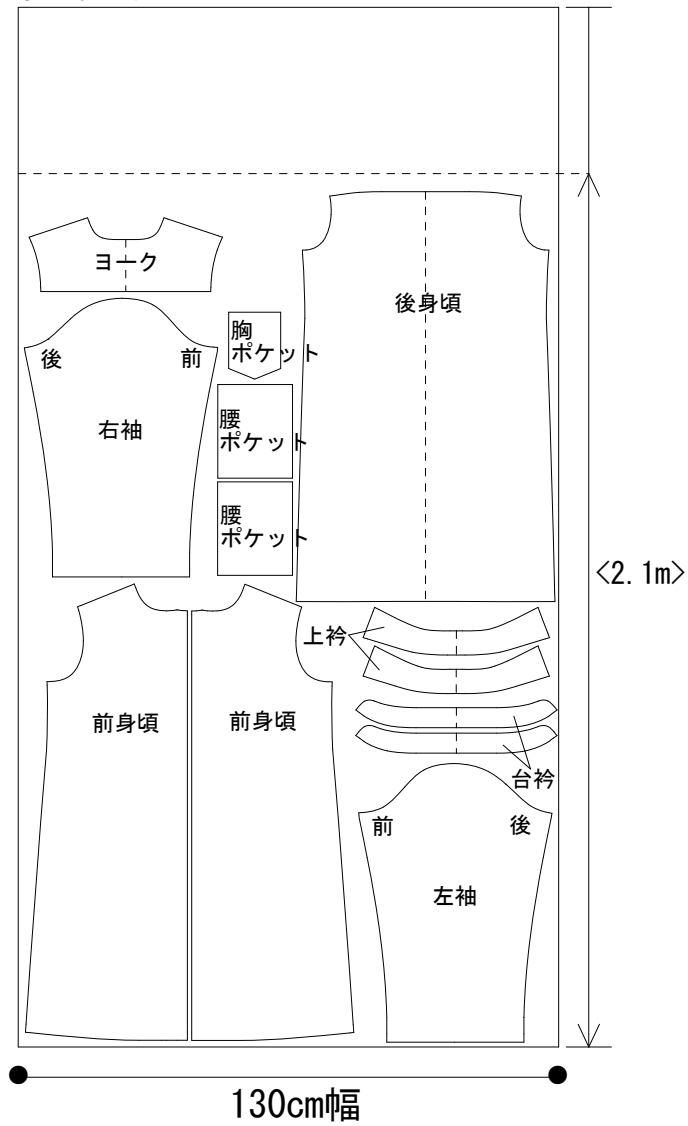 ヨーク
後身頃
胸
ポケット
後
前
右袖
腰
ポケット
腰
ポケット
<2.1m>
上衿
前身頃
前身頃
台衿
前
後
左袖
130cm幅